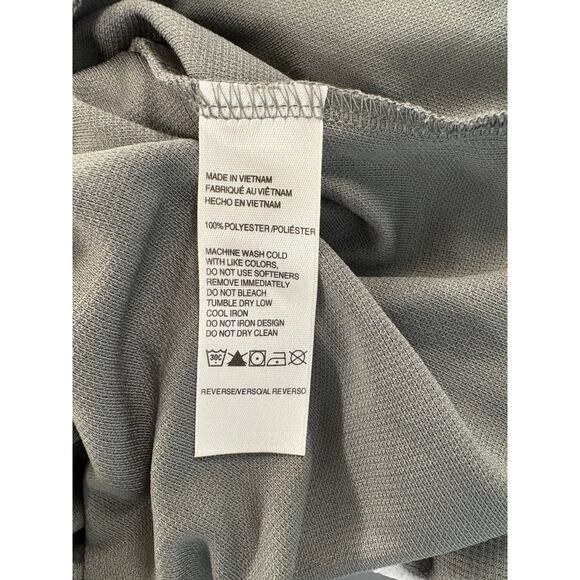 MADE IN VIETNAM
FABRIQUÉ AU VIÊTNAM
HECHO EN VIETNAM
100% POLYESTER /POLIÉSTER
MACHINE WASH COLD
WITH LIKE COLORS,
DO NOT USE SOFTENERS
REMOVE IMMEDIATELY
DO NOT BLEACH
TUMBLE DRY LOW
COOL IRON
DO NOT IRON DESIGN
DO NOT DRY CLEAN
30C
REVERSE/VERSO/AL REVERSO